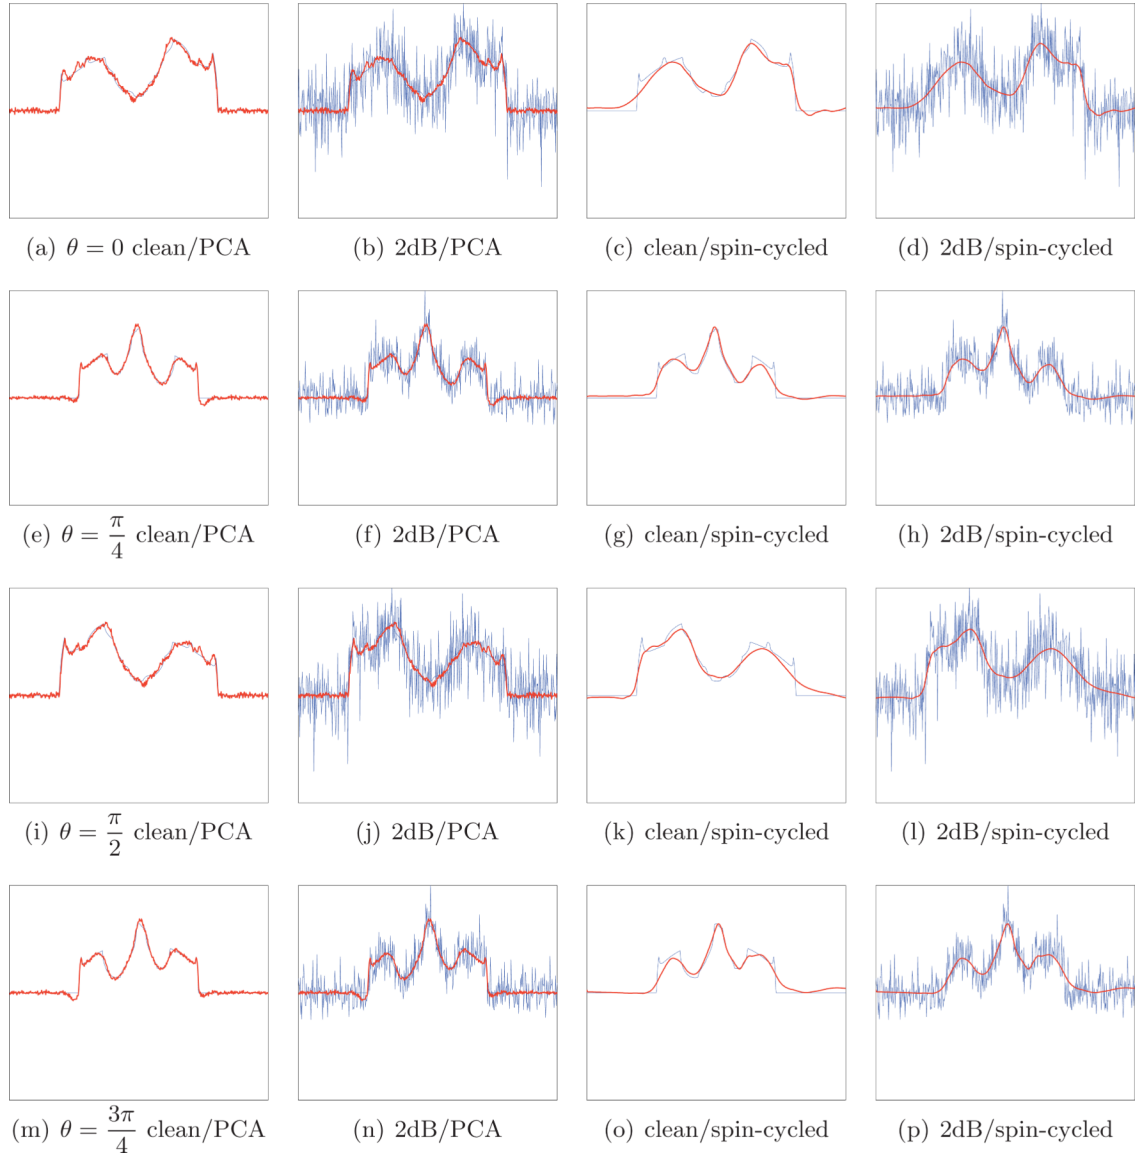 (a) θ = 0 clean/PCA
(b) 2dB/PCA
(c) clean/spin-cycled
(d) 2dB/spin-cycled
(e) θ = π/4 clean/PCA
(f) 2dB/PCA
(g) clean/spin-cycled
(h) 2dB/spin-cycled
(i) θ = π/2 clean/PCA
(j) 2dB/PCA
(k) clean/spin-cycled
(l) 2dB/spin-cycled
(m) θ = 3π/4 clean/PCA
(n) 2dB/PCA
(o) clean/spin-cycled
(p) 2dB/spin-cycled